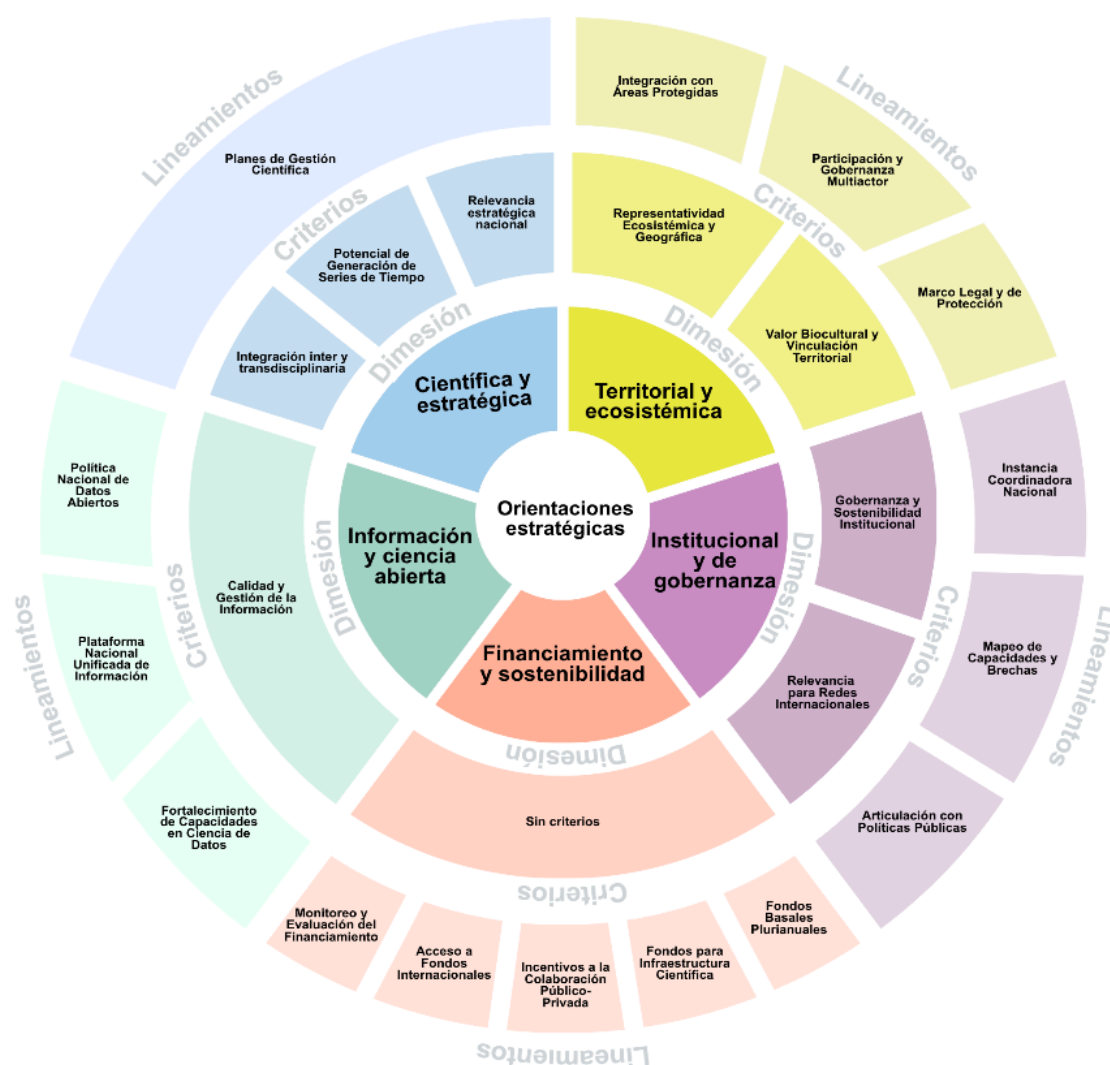 Lineamientos
Planes de Gestión
Científica
Criterios
Relevancia
estratégica
nacional
Potencial de
Generación de
Series de Tiempo
Integración inter y
transdisciplinaria
Dimesión
Científica y
estratégica
Lineamientos
Integración con
Áreas Protegidas
Participación y
Gobernanza
Multiactor
Marco Legal y de
Protección
Criterios
Representatividad
Ecosistémica y
Geográfica
Valor Biocultural y
Vinculación
Territorial
Dimesión
Territorial y
ecosistémica
Orientaciones
estratégicas
Institucional
y de
gobernanza
Dimesión
Gobernanza y
Sostenibilidad
Institucional
Relevancia
para Redes
Internacionales
Criterios
Instancia
Coordinadora
Nacional
Mapeo de
Capacidades y
Brechas
Articulación con
Políticas Públicas
Lineamientos
Financiamiento
y sostenibilidad
Dimesión
Sin criterios
Criterios
Fondos
Basales
Plurianuales
Fondos para
Infraestructura
Científica
Incentivos a la
Colaboración
Público-
Privada
Acceso a
Fondos
Internacionales
Monitoreo y
Evaluación del
Financiamiento
Lineamientos
Información
y ciencia
abierta
Dimesión
Calidad y
Gestión de la
Información
Criterios
Política
Nacional de
Datos
Abiertos
Plataforma
Nacional
Unificada de
Información
Fortalecimiento
de Capacidades
en Ciencia de
Datos
Lineamientos